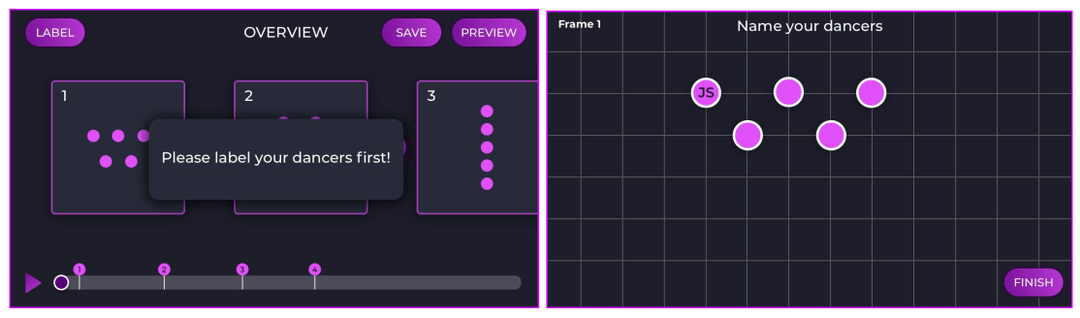 LABEL
OVERVIEW
SAVE
PREVIEW
1
2
3
Please label your dancers first!
1
2
3
4
Frame 1
Name your dancers
JS
FINISH